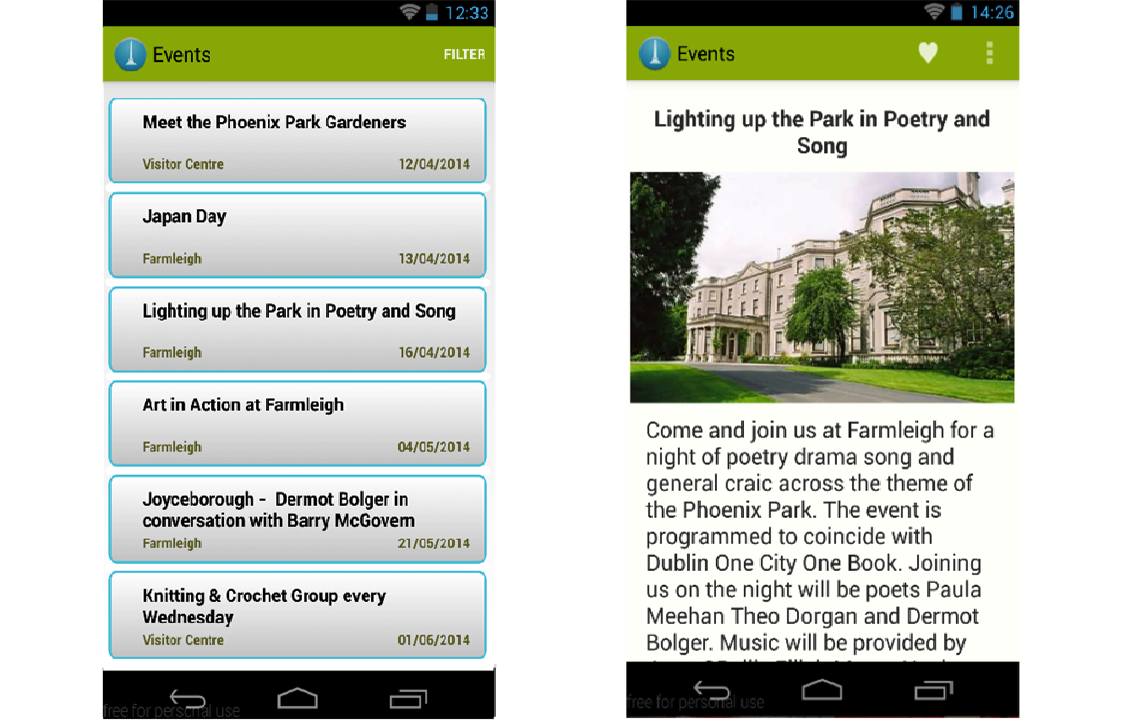 12:33
Events
FILTER
Meet the Phoenix Park Gardeners
Visitor Centre 12/04/2014
Japan Day
Farmleigh 13/04/2014
Lighting up the Park in Poetry and Song
Farmleigh 16/04/2014
Art in Action at Farmleigh
Farmleigh 04/05/2014
Joyceborough - Dermot Bolger in
conversation with Barry McGovern
Farmleigh 21/05/2014
Knitting & Crochet Group every
Wednesday
Visitor Centre 01/06/2014
free for personal use
14:26
Events
Lighting up the Park in Poetry and
Song
Come and join us at Farmleigh for a
night of poetry drama song and
general craic across the theme of
the Phoenix Park. The event is
programmed to coincide with
Dublin One City One Book. Joining
us on the night will be poets Paula
Meehan Theo Dorgan and Dermot
Bolger. Music will be provided by
free for personal use